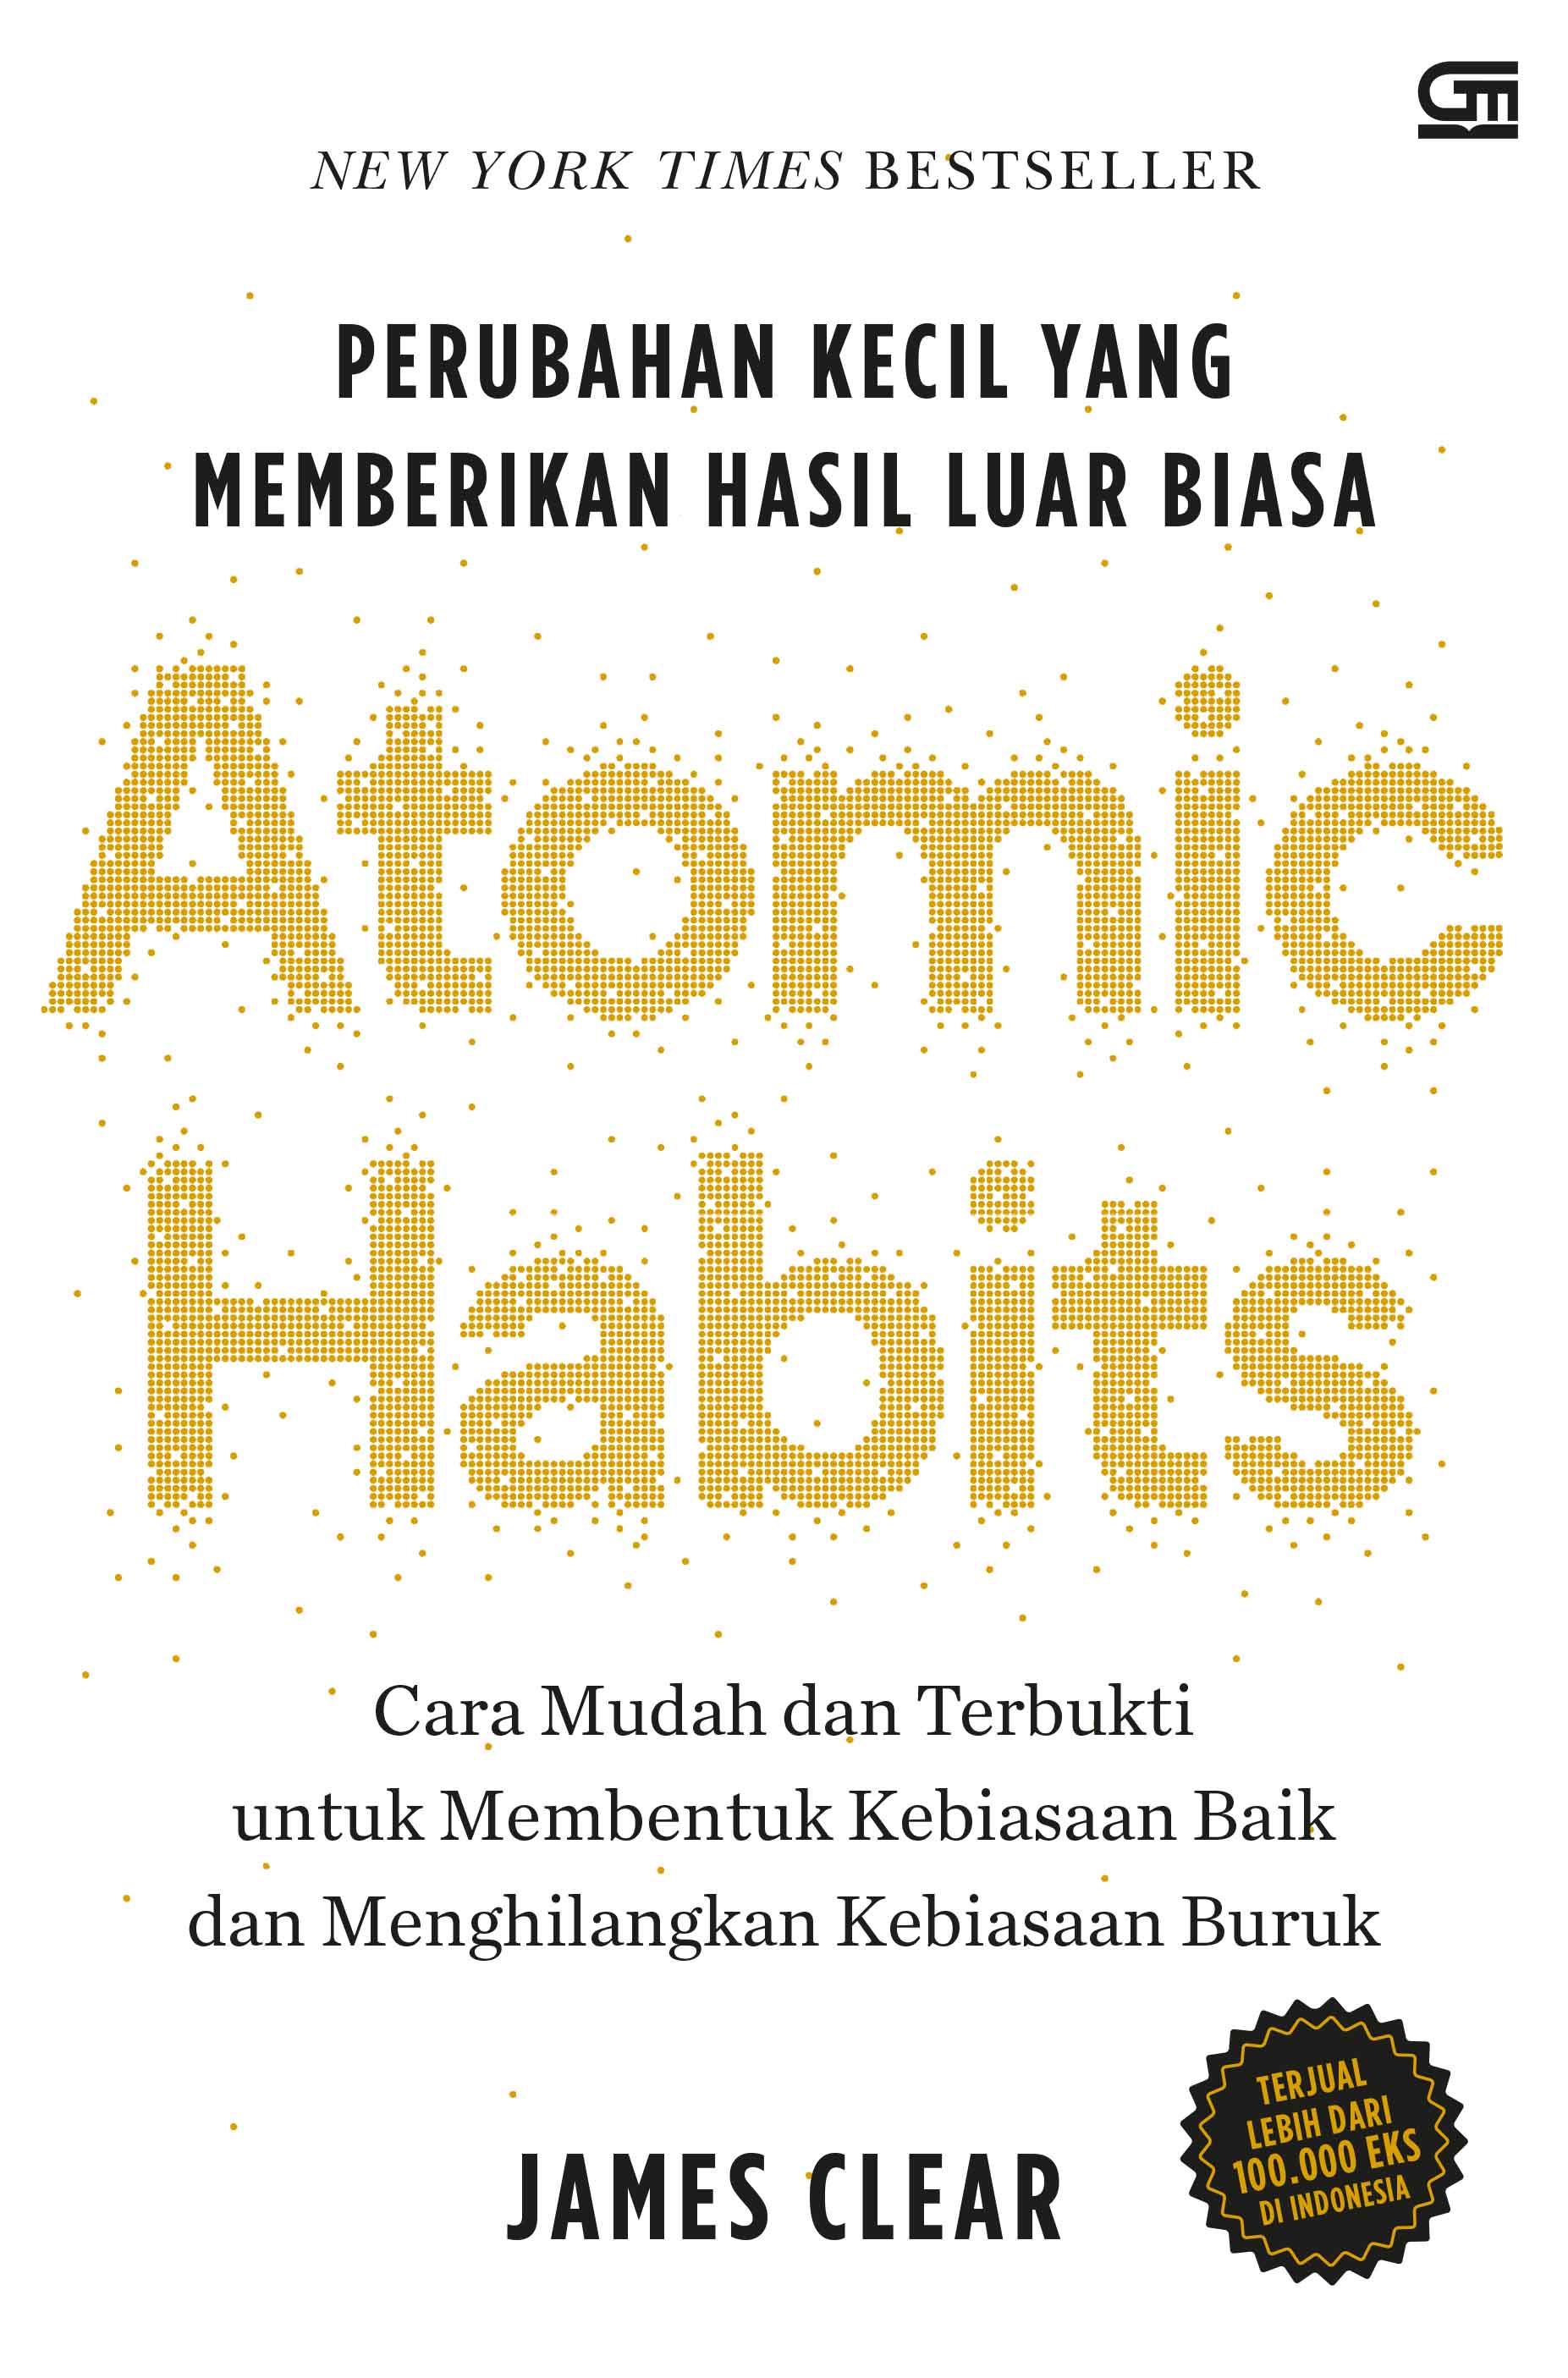 NEW YORK TIMES BESTSELLER
PERUBAHAN KECIL YANG
MEMBERIKAN HASIL LUAR BIASA
Atomic
Habits
Cara Mudah dan Terbukti
untuk Membentuk Kebiasaan Baik
dan Menghilangkan Kebiasaan Buruk
JAMES CLEAR
TERJUAL
LEBIH DARI
100.000 EKS
DI INDONESIA